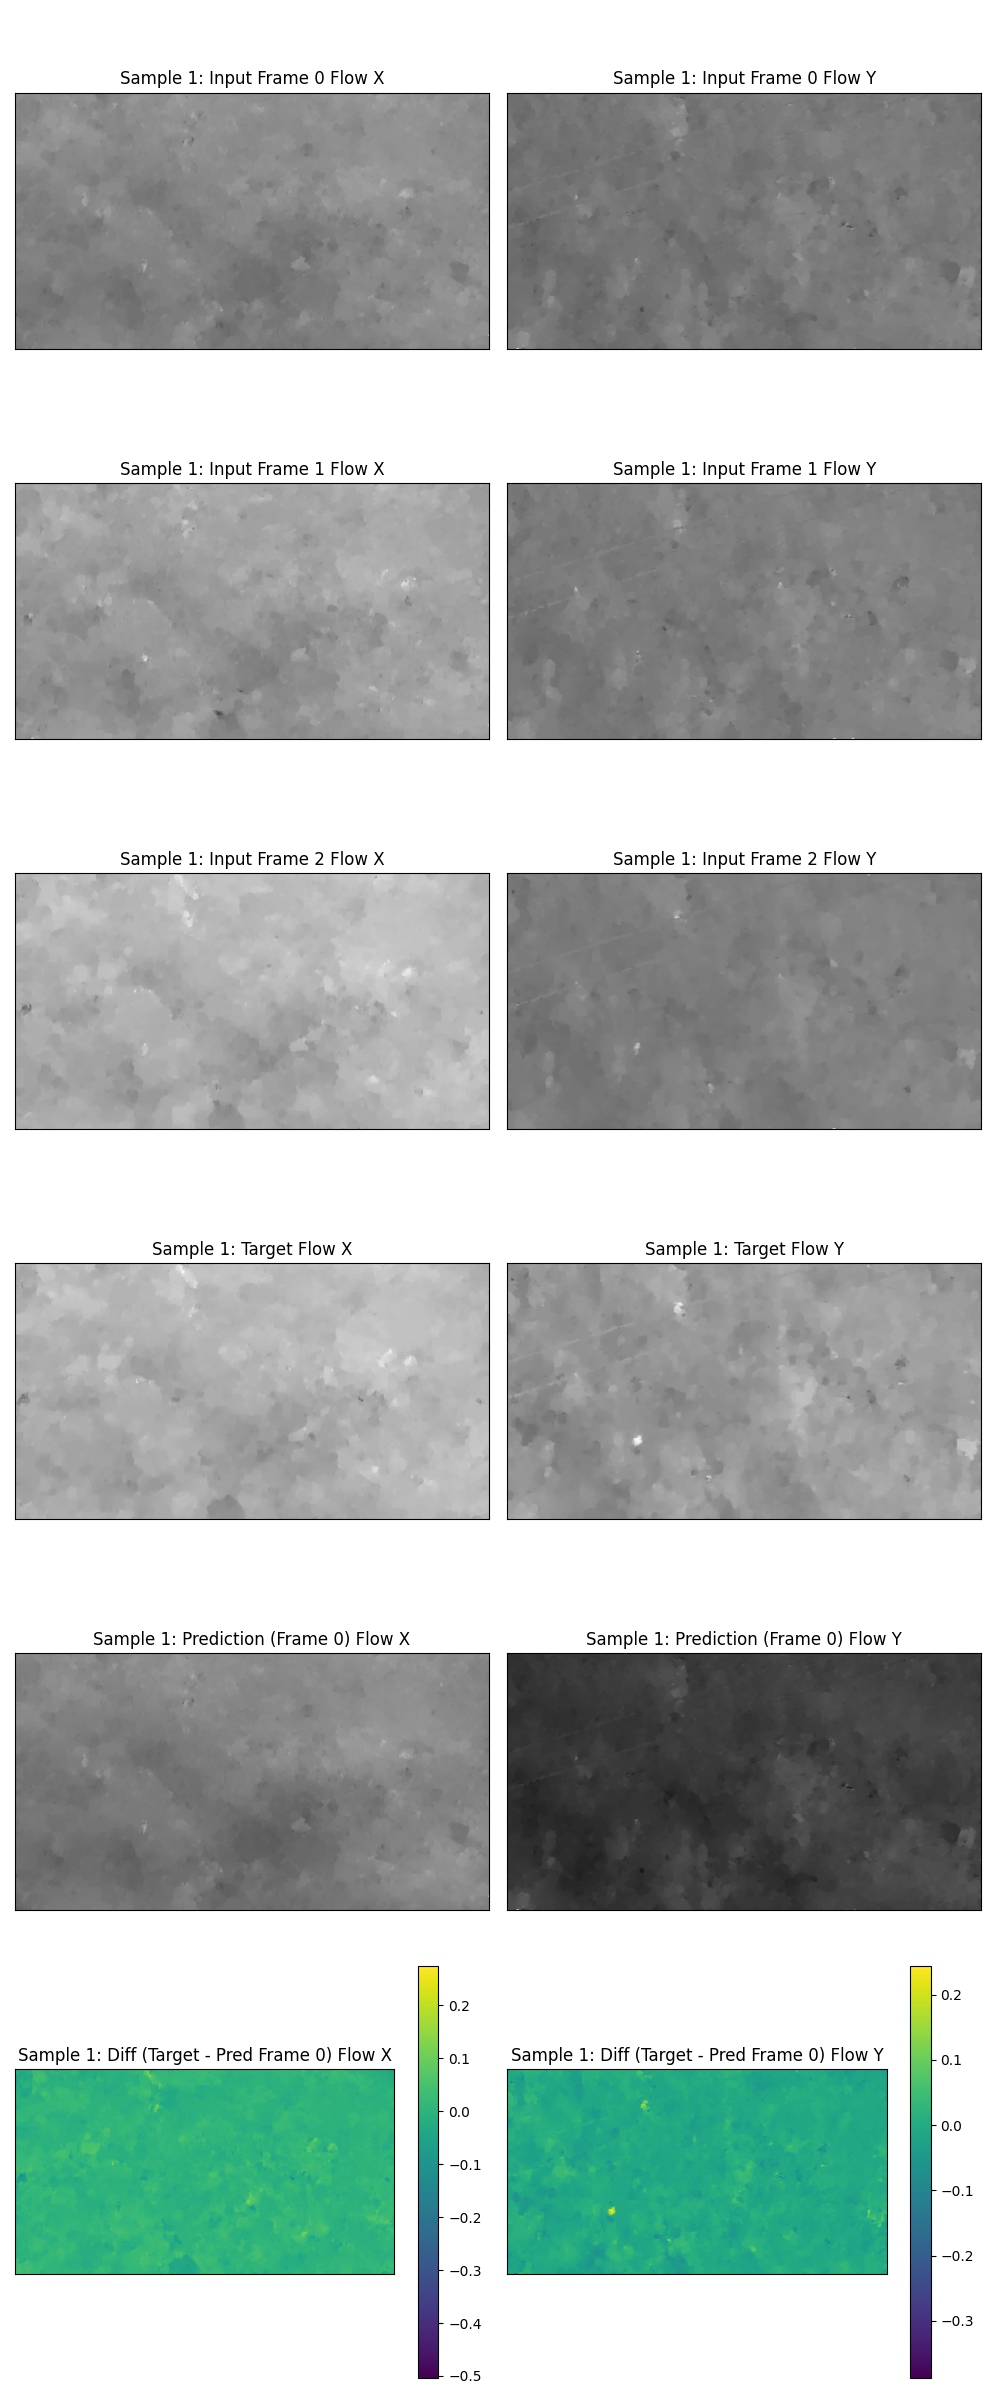 Sample 1: Input Frame 0 Flow X
Sample 1: Input Frame 0 Flow Y
Sample 1: Input Frame 1 Flow X
Sample 1: Input Frame 1 Flow Y
Sample 1: Input Frame 2 Flow X
Sample 1: Input Frame 2 Flow Y
Sample 1: Target Flow X
Sample 1: Target Flow Y
Sample 1: Prediction (Frame 0) Flow X
Sample 1: Prediction (Frame 0) Flow Y
Sample 1: Diff (Target - Pred Frame 0) Flow X
0.2
0.1
0.0
−0.1
−0.2
−0.3
−0.4
−0.5
Sample 1: Diff (Target - Pred Frame 0) Flow Y
0.2
0.1
0.0
−0.1
−0.2
−0.3